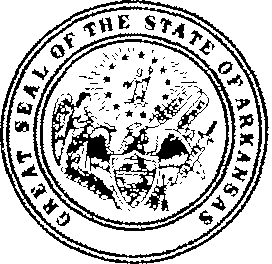 GREAT SEAL OF THE STATE OF ARKANSAS